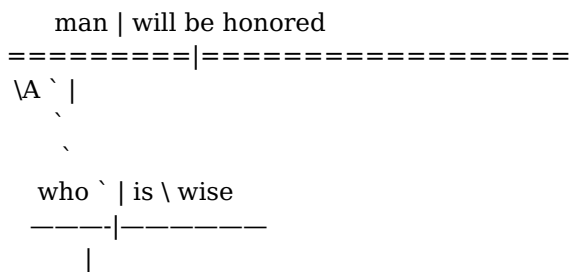 man | will be honored
=========|==================
\A ` |
`
`
who ` | is \ wise
———-|——————
|